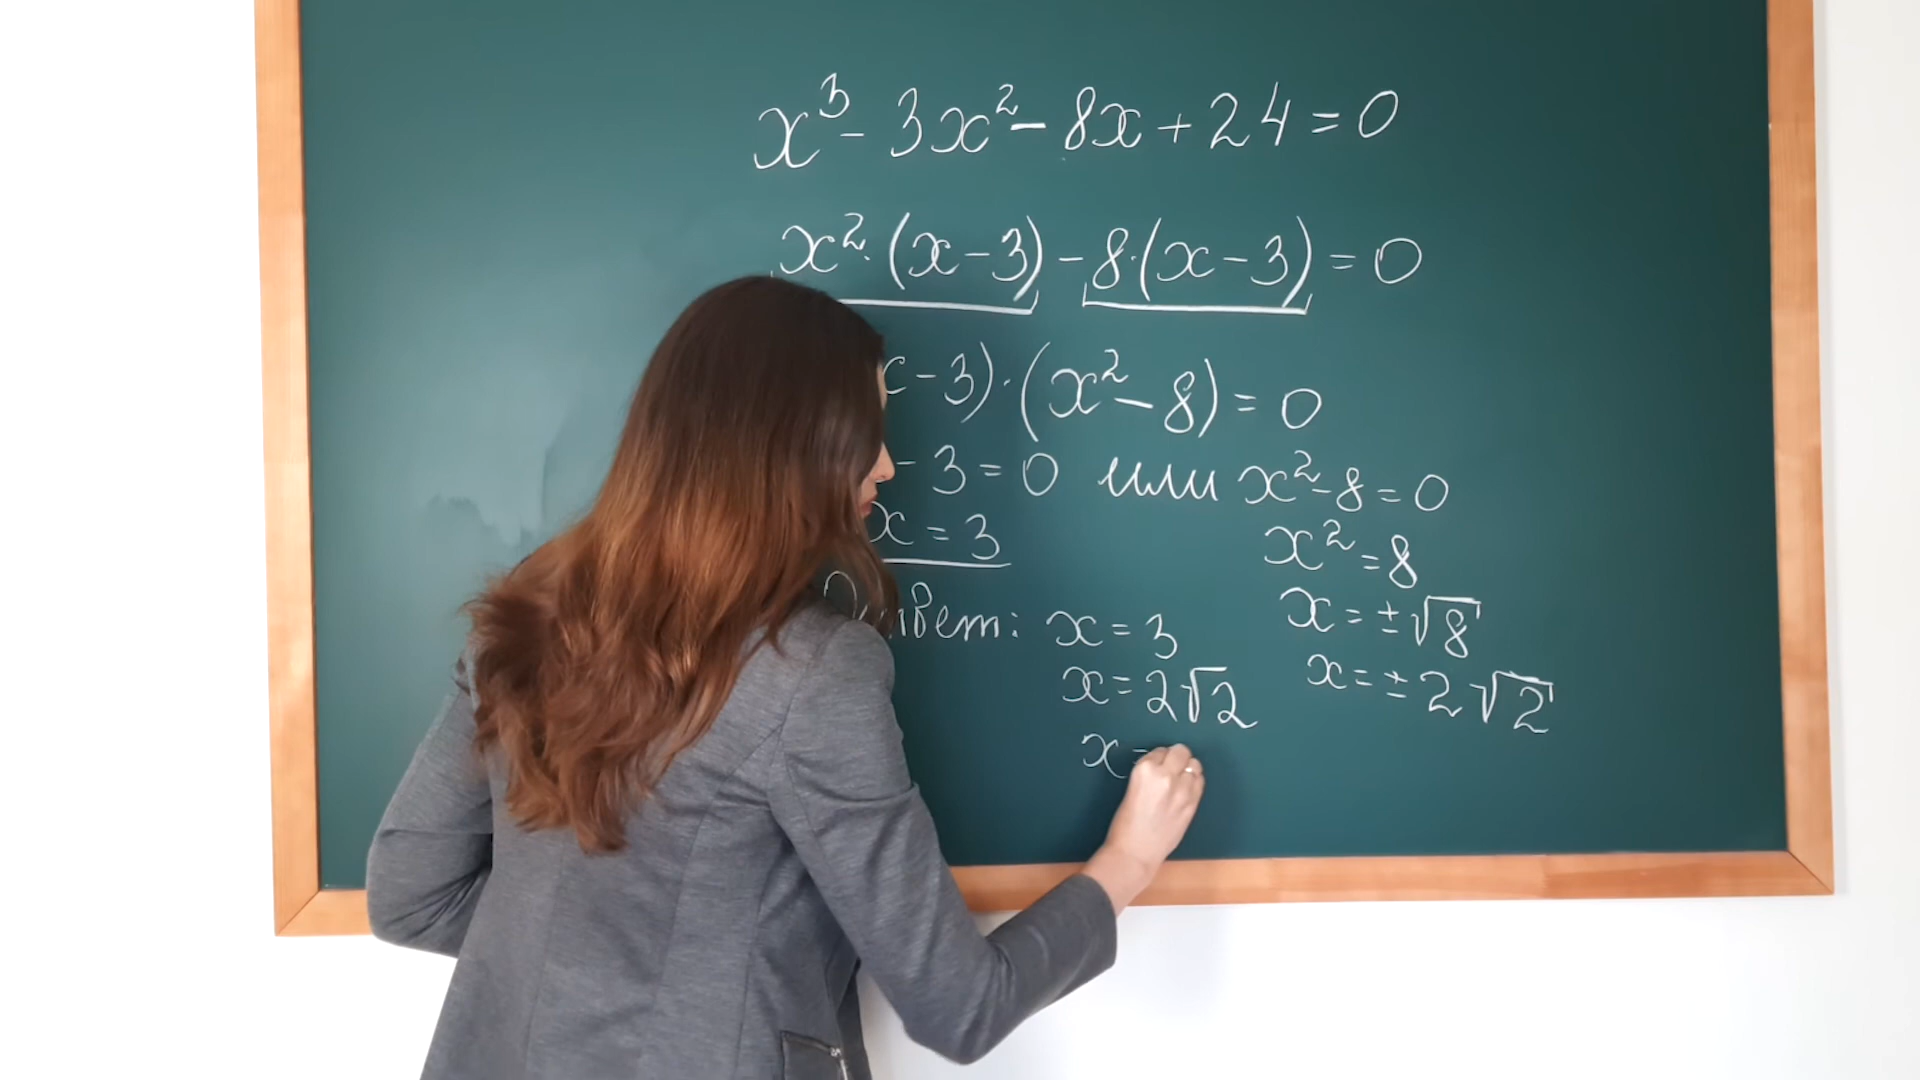 x³ - 3x² - 8x + 24 = 0
x² · (x - 3) - 8 · (x - 3) = 0
x - 3) · (x² - 8) = 0
- 3 = 0 или x² - 8 = 0
x = 3
x² = 8
x = ±√8
x = ±2√2
Ответ: x = 3
x = 2√2
x =